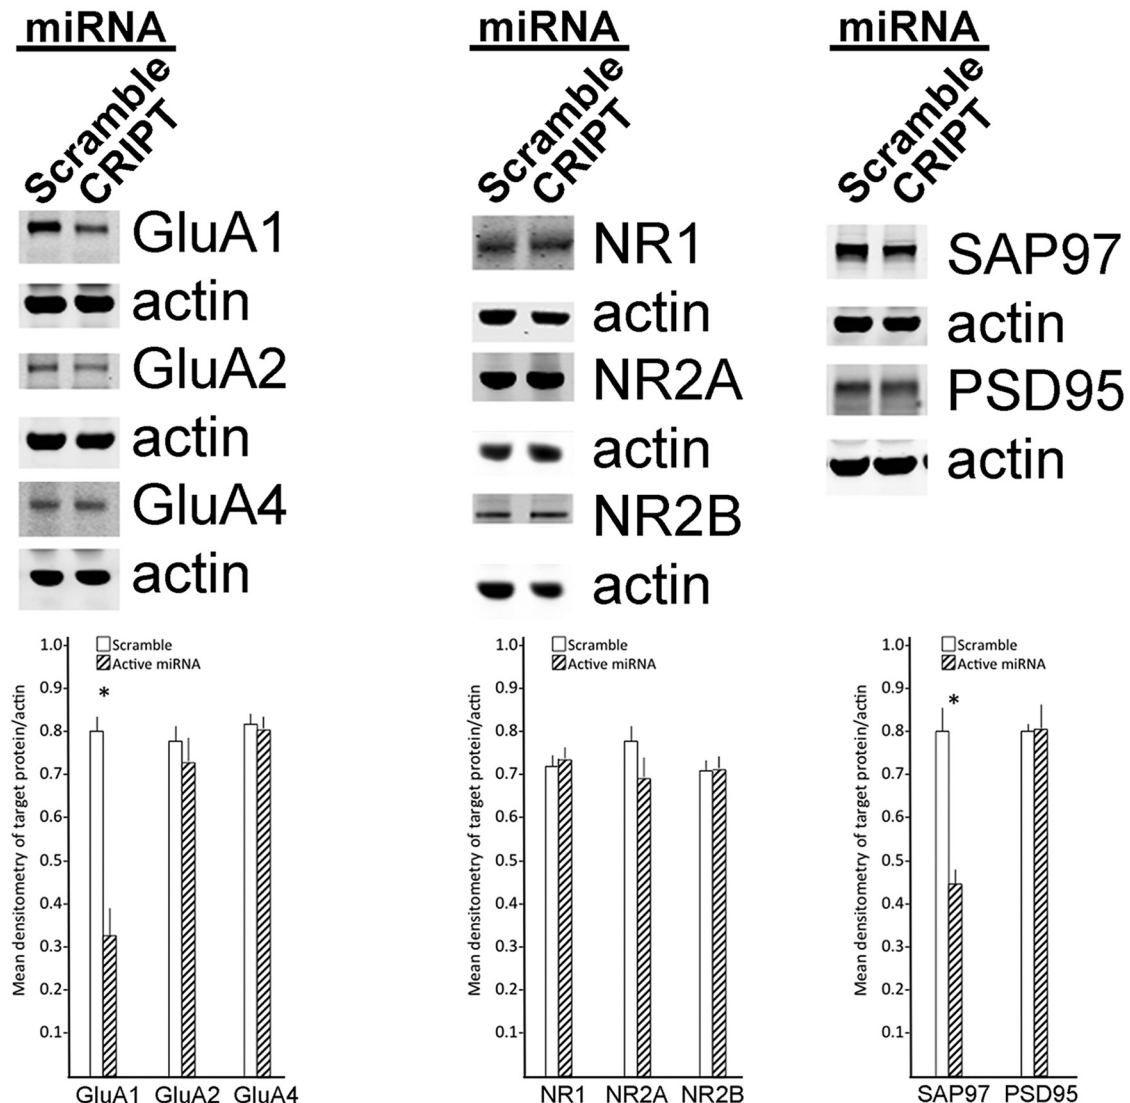 miRNA
Scramble
CRIPT
GluA1
actin
GluA2
actin
GluA4
actin
miRNA
Scramble
CRIPT
NR1
actin
NR2A
actin
NR2B
actin
miRNA
Scramble
CRIPT
SAP97
actin
PSD95
actin
Mean densitometry of target protein/actin
1.0
0.9
0.8
0.7
0.6
0.5
0.4
0.3
0.2
0.1
Scramble
Active miRNA
*
GluA1 GluA2 GluA4
Mean densitometry of target protein/actin
1.0
0.9
0.8
0.7
0.6
0.5
0.4
0.3
0.2
0.1
Scramble
Active miRNA
NR1 NR2A NR2B
Mean densitometry of target protein/actin
1.0
0.9
0.8
0.7
0.6
0.5
0.4
0.3
0.2
0.1
Scramble
Active miRNA
*
SAP97 PSD95